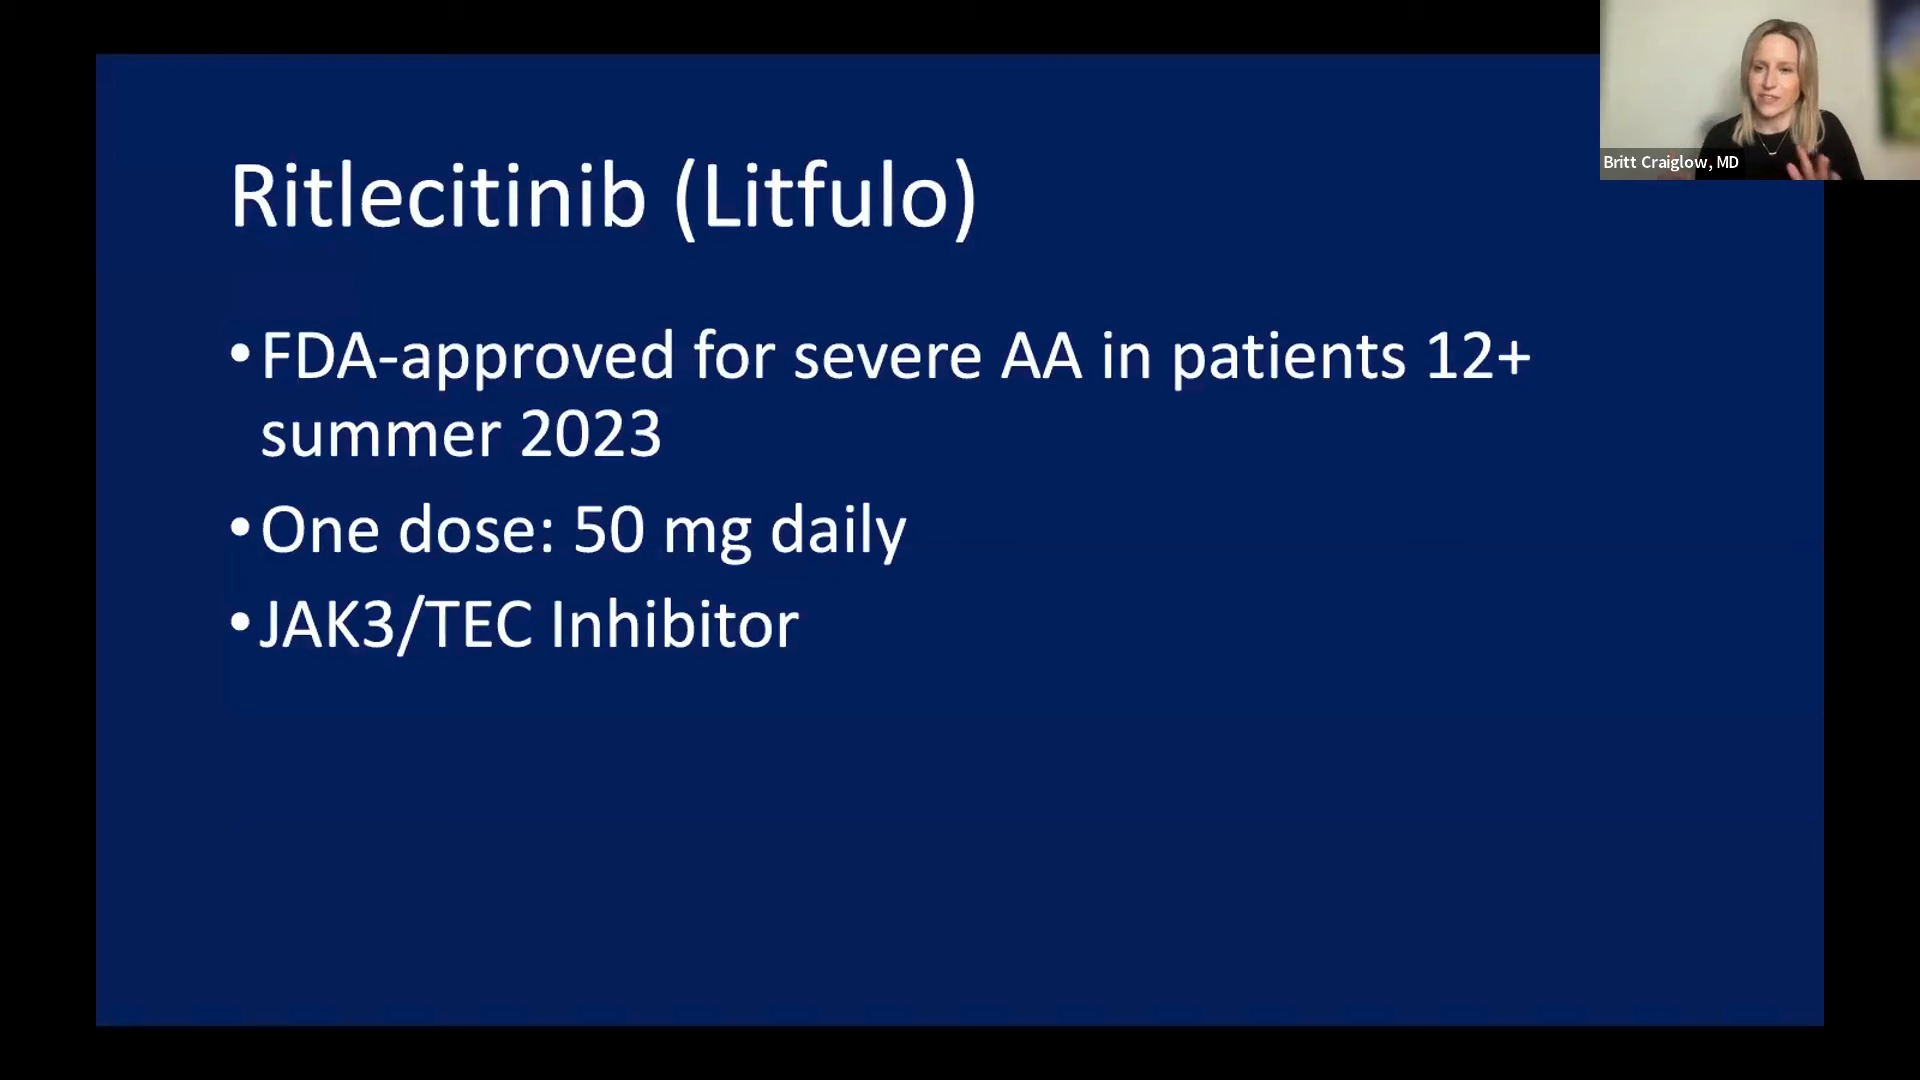 Britt Craiglow, MD
Ritlecitinib (Litfulo)
•FDA-approved for severe AA in patients 12+
summer 2023
•One dose: 50 mg daily
•JAK3/TEC Inhibitor